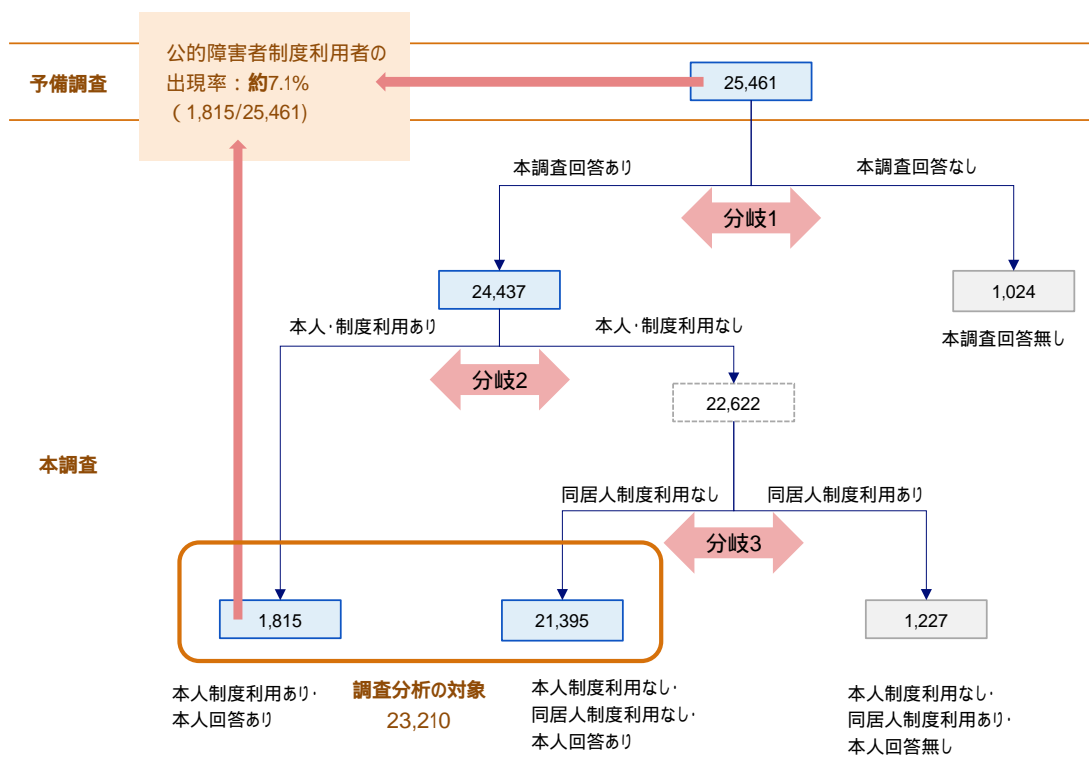 公的障害者制度利用者の
出現率：約7.1%
（1,815/25,461)
予備調査
25,461
本調査回答あり
本調査回答なし
分岐1
24,437
1,024
本調査回答無し
本人･制度利用あり
本人･制度利用なし
分岐2
22,622
本調査
同居人制度利用なし
同居人制度利用あり
分岐3
1,815
21,395
1,227
本人制度利用あり･
本人回答あり
調査分析の対象
23,210
本人制度利用なし･
同居人制度利用なし･
本人回答あり
本人制度利用なし･
同居人制度利用あり･
本人回答無し